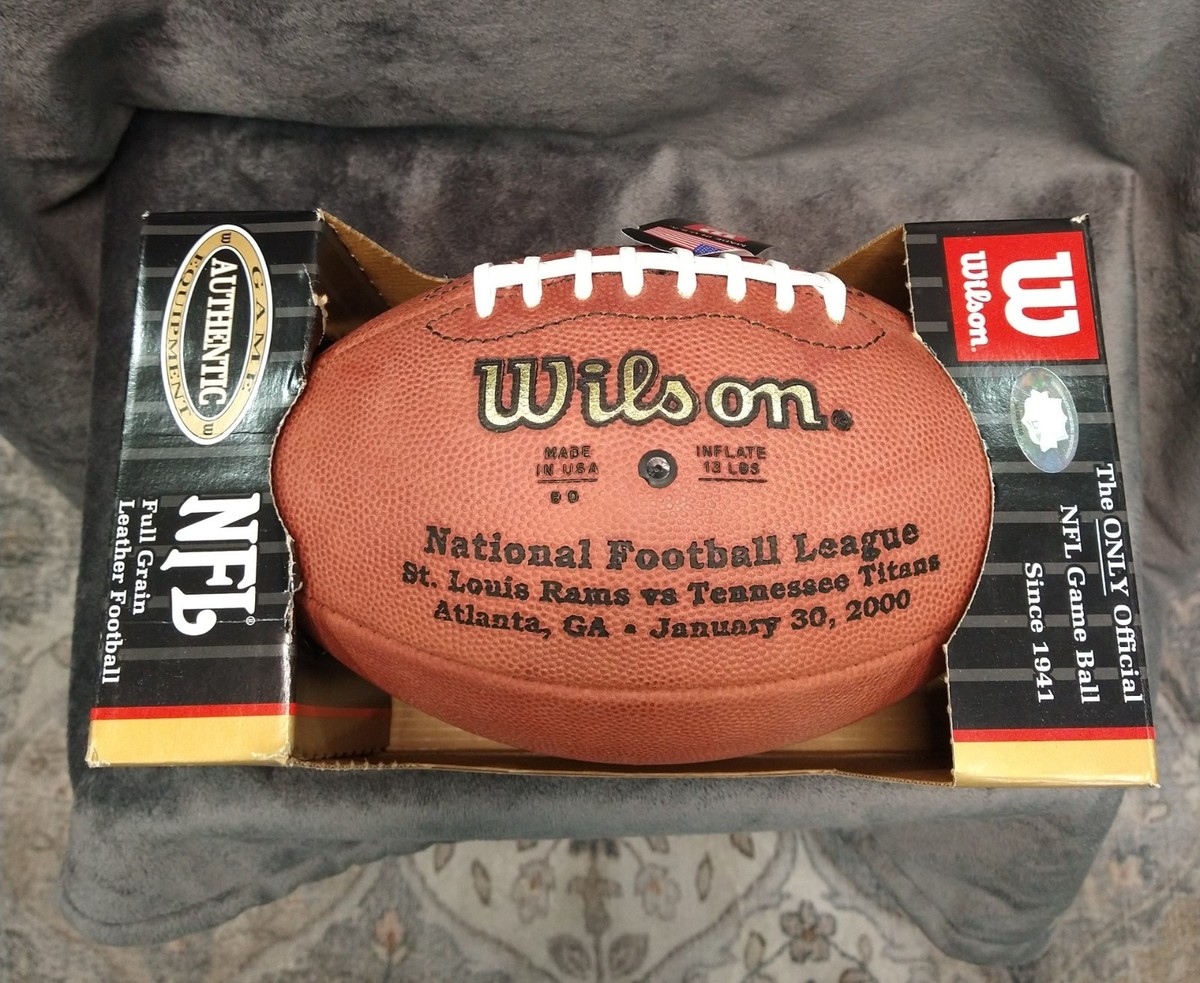 GAME
AUTHENTIC
EQUIPMENT
NFL®
Full Grain
Leather Football
Wilson®
MADE
IN USA
INFLATE
13 LBS
National Football League
St. Louis Rams vs Tennessee Titans
Atlanta, GA • January 30, 2000
W
Wilson®
The ONLY Official
NFL Game Ball
Since 1941